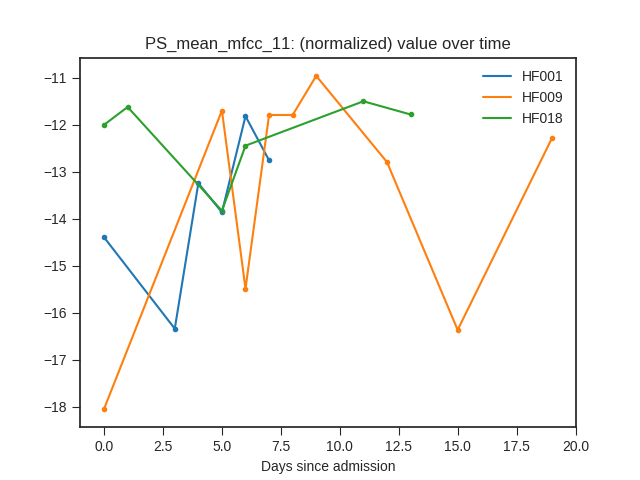 PS_mean_mfcc_11: (normalized) value over time
HF001
HF009
HF018
−11
−12
−13
−14
−15
−16
−17
−18
0.0 2.5 5.0 7.5 10.0 12.5 15.0 17.5 20.0
Days since admission